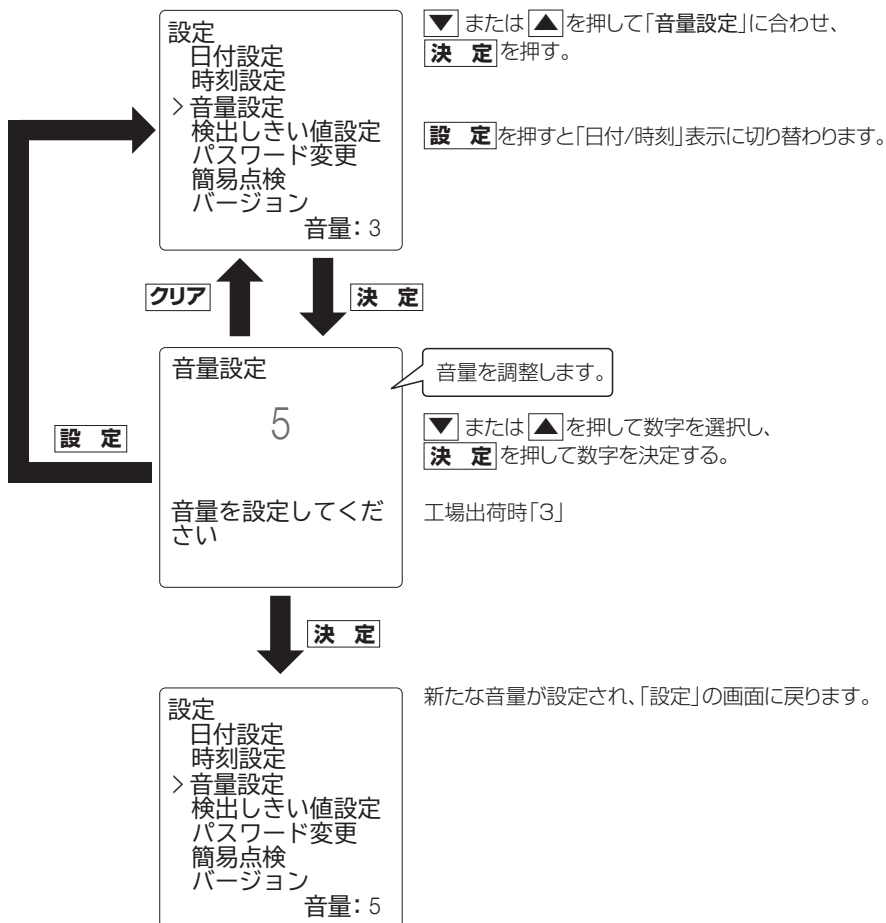 設定
日付設定
時刻設定
>音量設定
検出しきい値設定
パスワード変更
簡易点検
バージョン
音量：3
▼ または ▲ を押して「音量設定」に合わせ、
決 定 を押す。
設 定 を押すと「日付/時刻」表示に切り替わります。
クリア
決 定
設 定
音量設定
5
音量を設定してくだ
さい
音量を調整します。
▼ または ▲ を押して数字を選択し、
決 定 を押して数字を決定する。
工場出荷時「3」
決 定
設定
日付設定
時刻設定
>音量設定
検出しきい値設定
パスワード変更
簡易点検
バージョン
音量：5
新たな音量が設定され、「設定」の画面に戻ります。